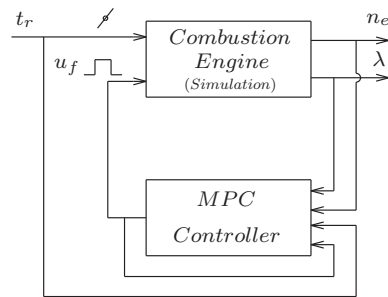 t_r
n_e
Combustion
Engine
(Simulation)
λ
u_f
MPC
Controller